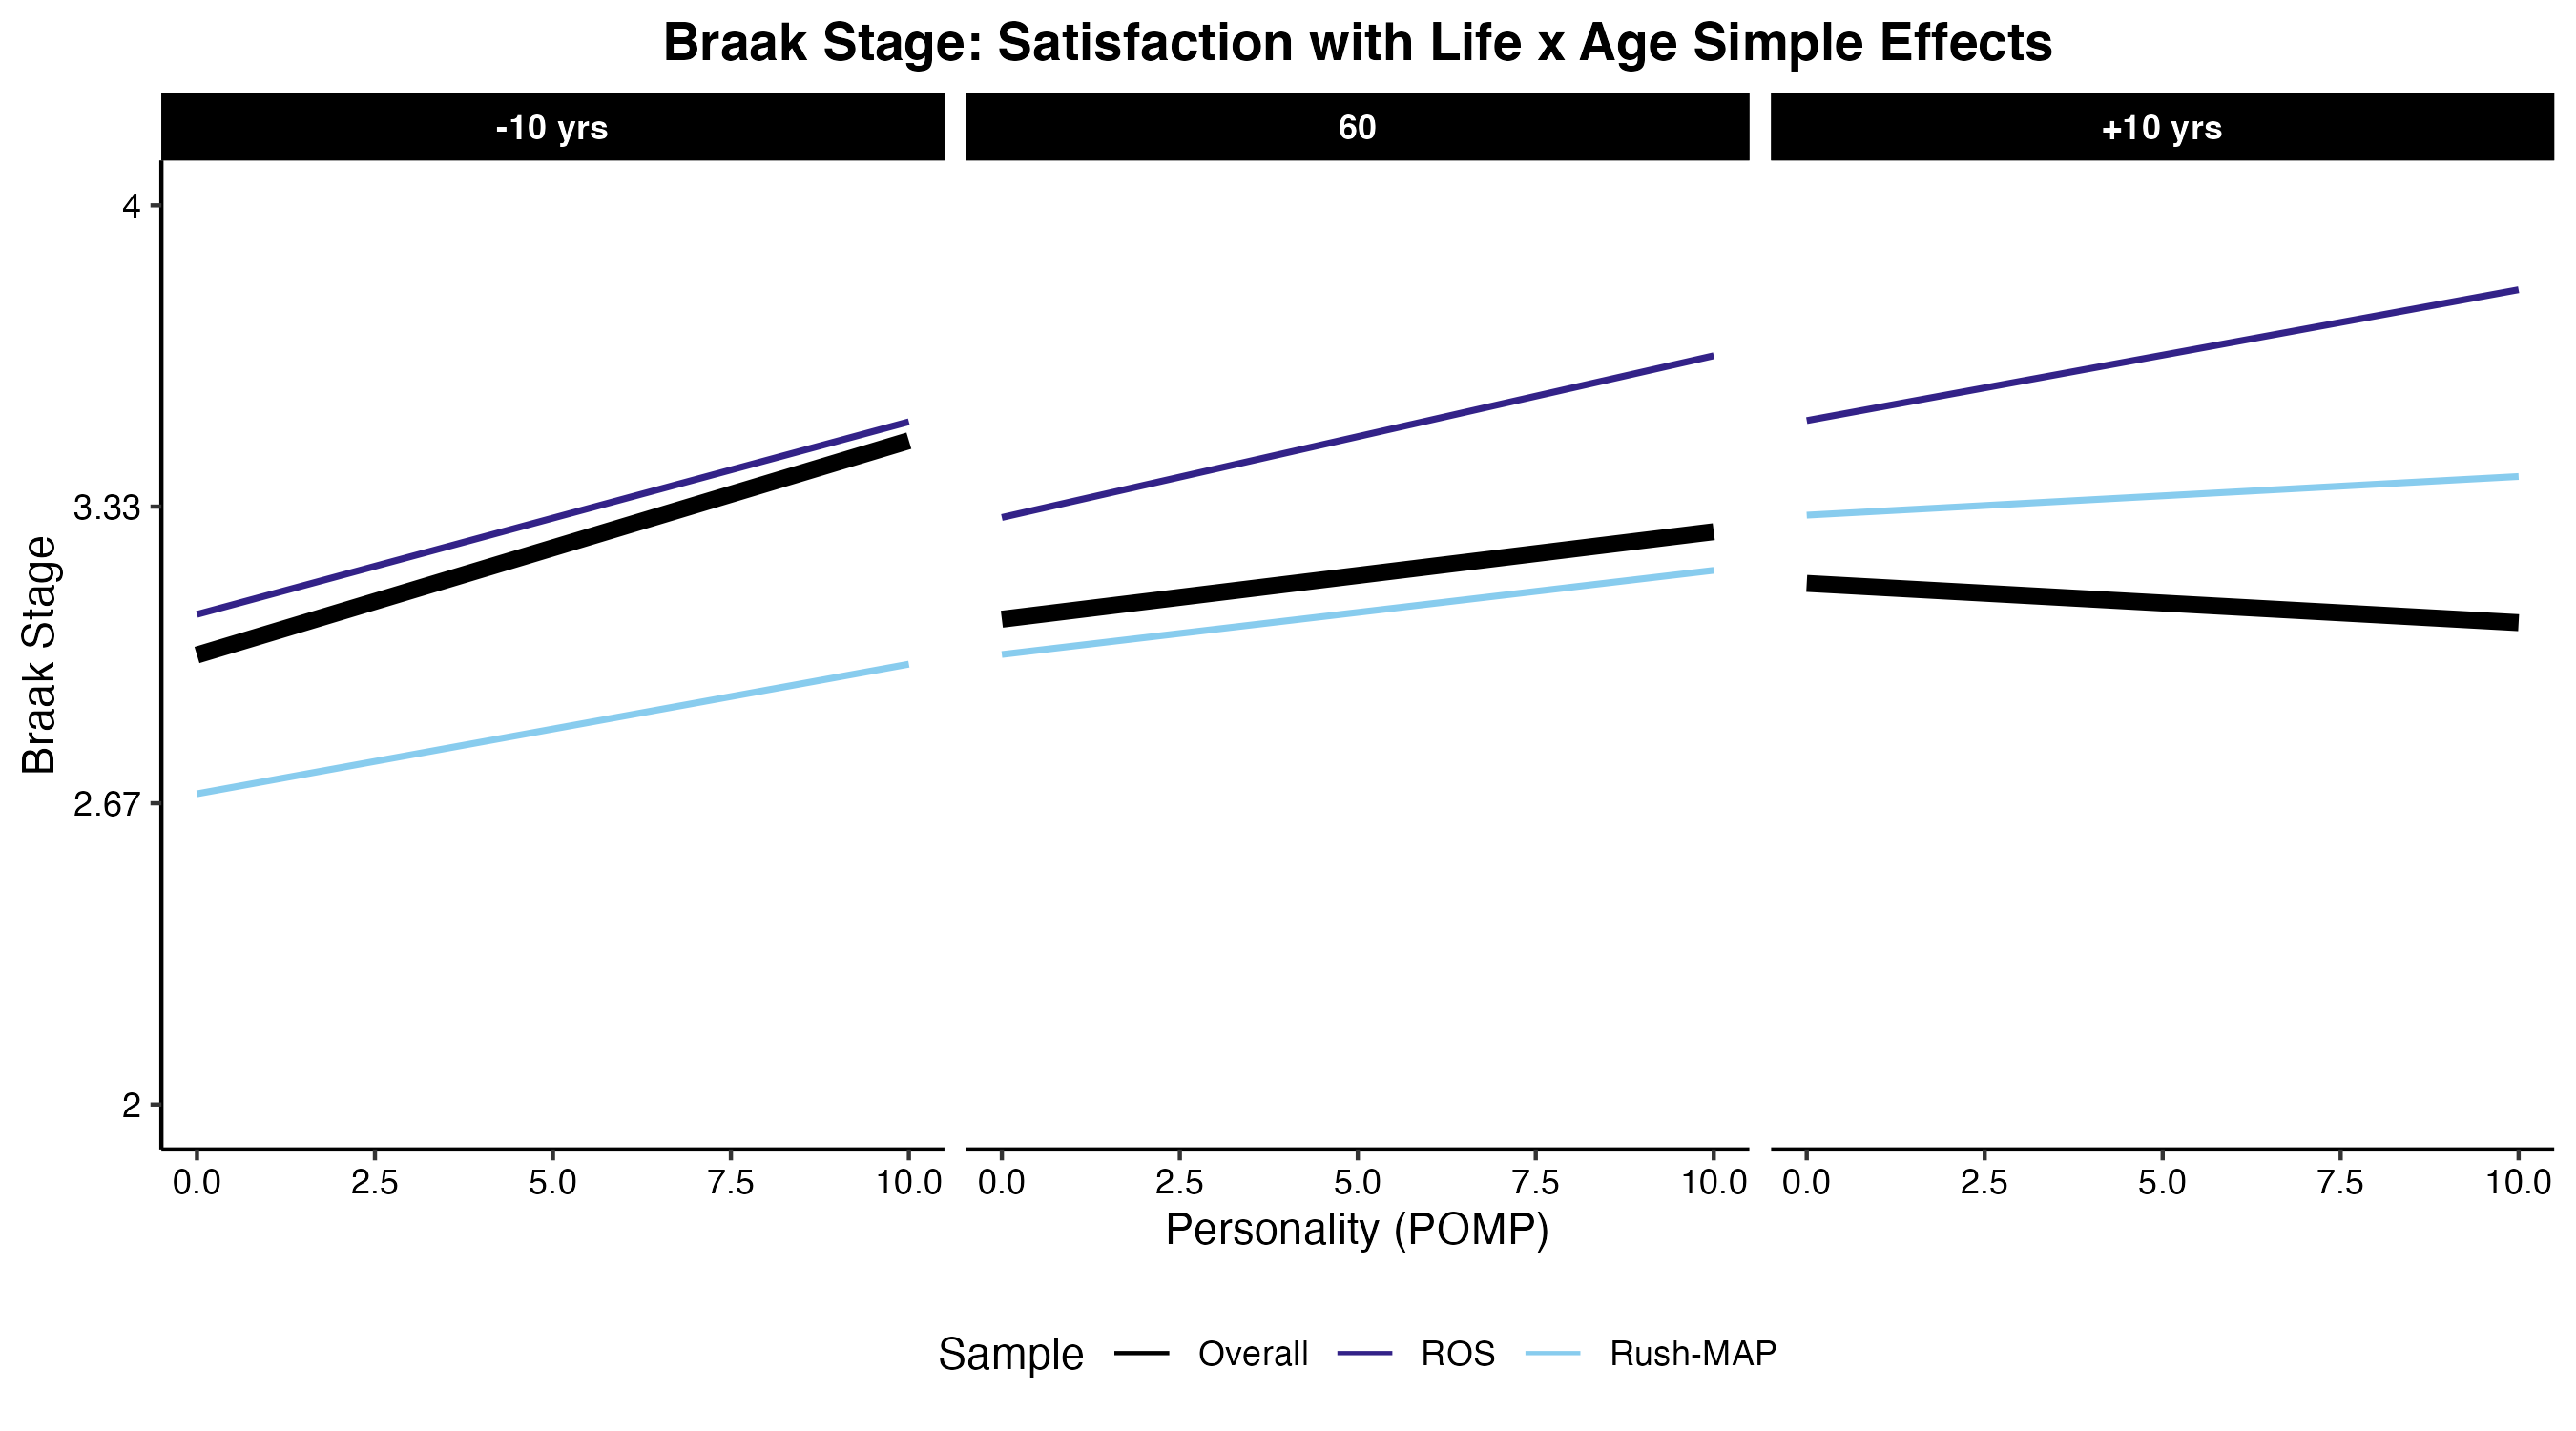 Braak Stage: Satisfaction with Life x Age Simple Effects
-10 yrs
60
+10 yrs
Braak Stage
4
3.33
2.67
2
0.0 2.5 5.0 7.5 10.0
0.0 2.5 5.0 7.5 10.0
0.0 2.5 5.0 7.5 10.0
Personality (POMP)
Sample Overall ROS Rush-MAP